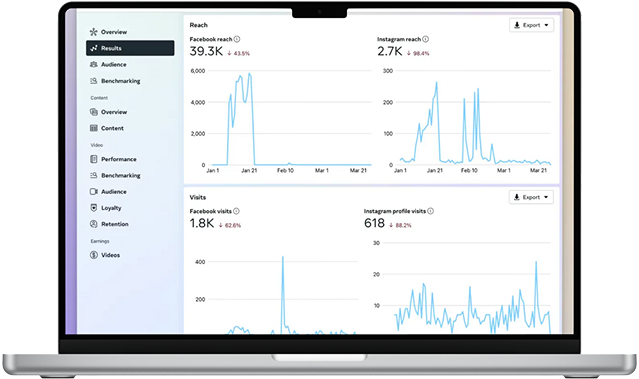 Overview
Results
Audience
Benchmarking
Content
Overview
Content
Video
Performance
Benchmarking
Audience
Loyalty
Retention
Earnings
Videos
Reach
Export
Facebook reach
39.3K ↓ 43.5%
6,000
4,000
2,000
0
Jan 1 Jan 21 Feb 10 Mar 1 Mar 21
Instagram reach
2.7K ↓ 98.4%
300
200
100
0
Jan 1 Jan 21 Feb 10 Mar 1 Mar 21
Visits
Export
Facebook visits
1.8K ↓ 62.6%
400
200
Instagram profile visits
618 ↓ 88.2%
30
20
10